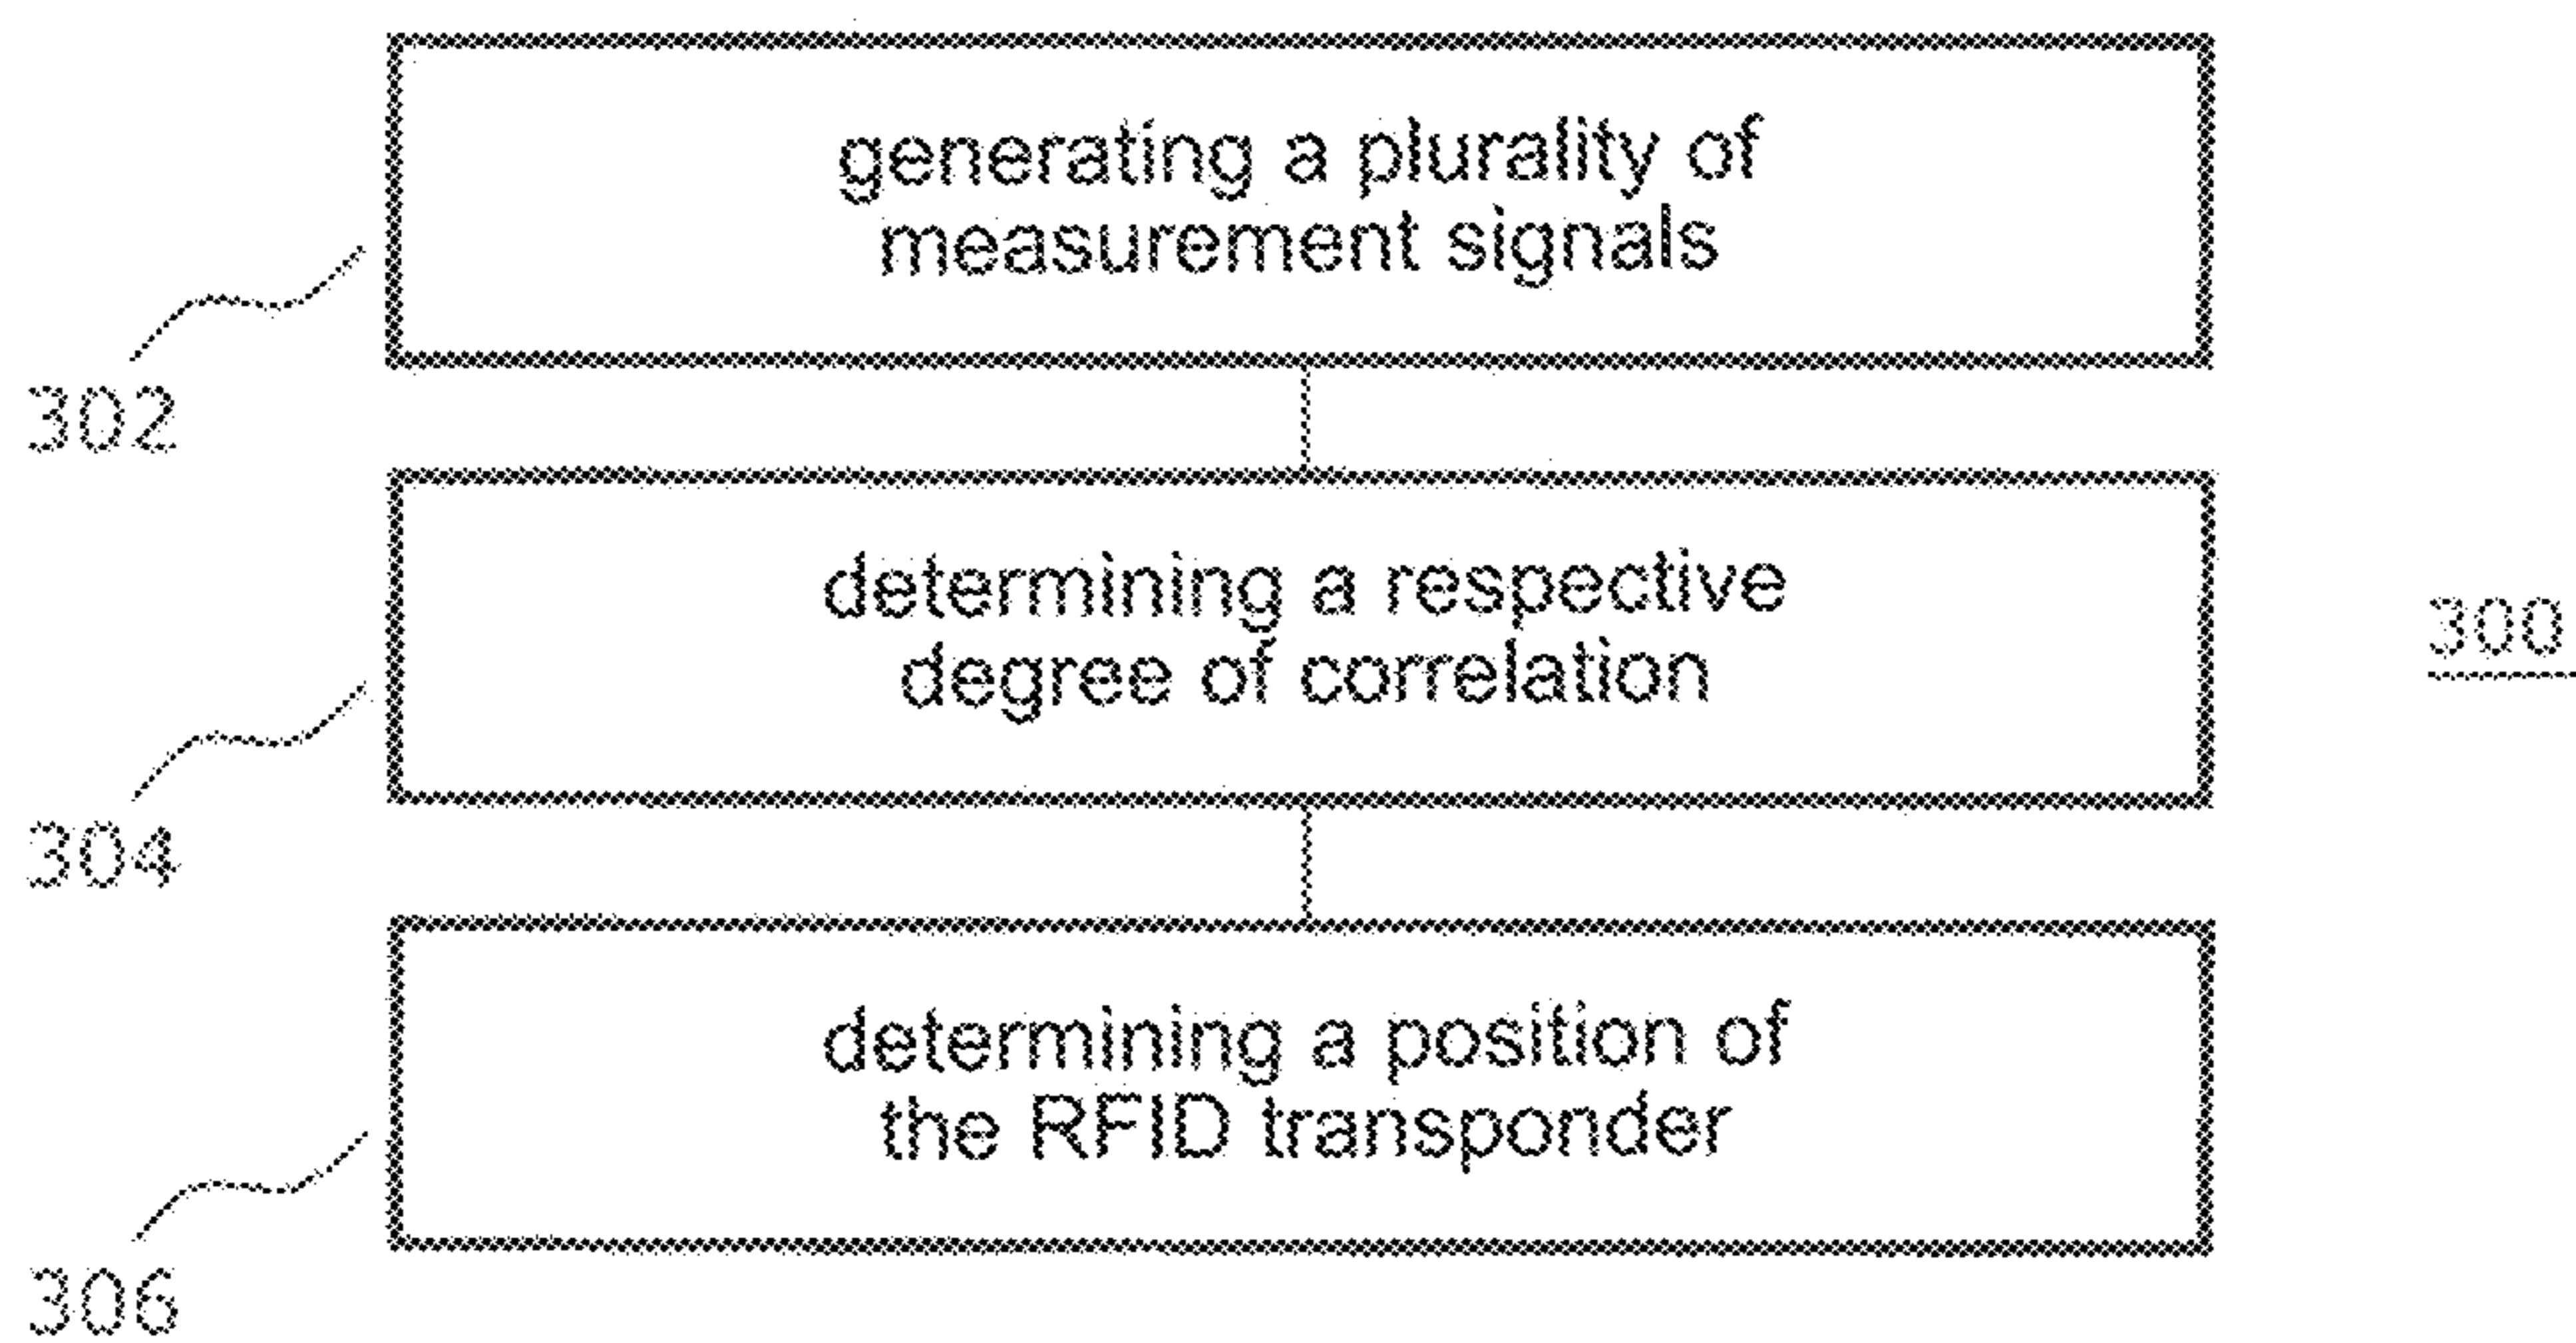 generating a plurality of
measurement signals
302
determining a respective
degree of correlation
300
304
determining a position of
the RFID transponder
306